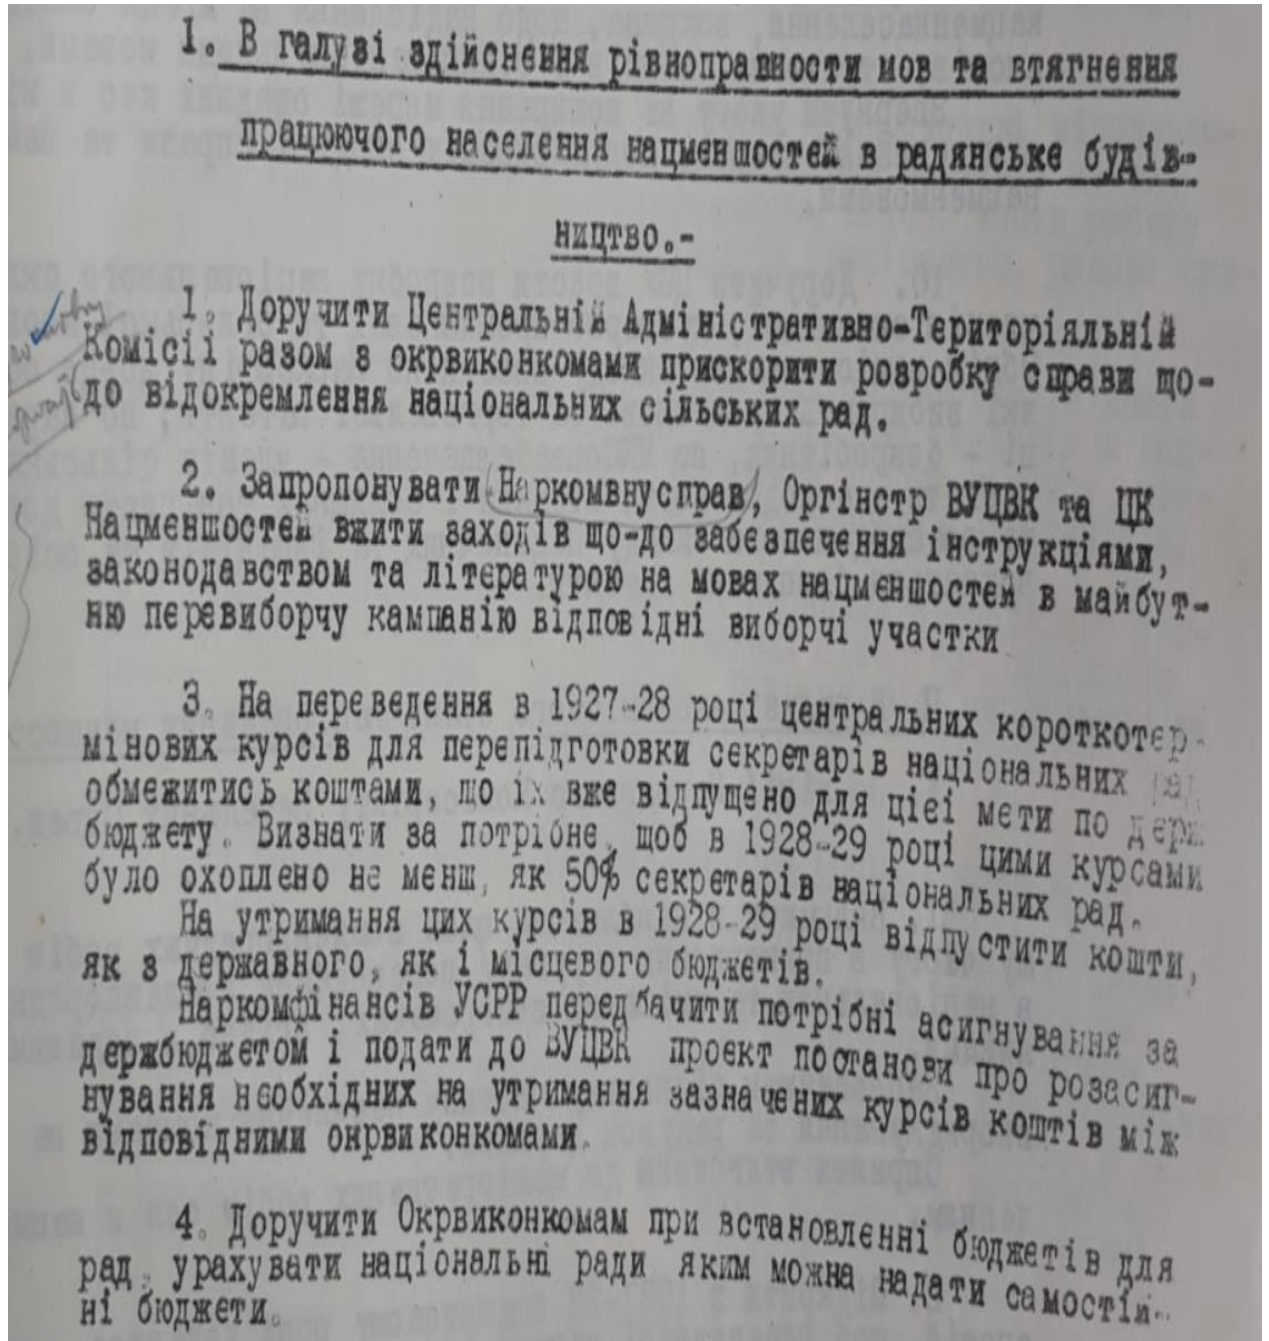 1. В галузі здійснення рівноправности мов та втягнення
працюючого населення нацменшостей в радянське будів-
ництво.-
1. Доручити Центральній Адміністративно-Територіяльній
Комісії разом з окрвиконкомами прискорити розробку справи що-
до відокремлення національних сільських рад.
2. Запропонувати Наркомвнусправ, Оргінстр ВУЦВК та ЦК
Нацменшостей вжити заходів що-до забезпечення інструкціями,
законодавством та літературою на мовах нацменшостей в майбут-
ню перевиборчу кампанію відповідні виборчі участки
3. На переведення в 1927-28 році центральних короткотер-
мінових курсів для перепідготовки секретарів національних рад
обмежитись коштами, що їх вже відпущено для цієї мети по держ
бюджету. Визнати за потрібне, щоб в 1928-29 році цими курсами
було охоплено не менш, як 50% секретарів національних рад.
На утримання цих курсів в 1928-29 році відпустити кошти,
як з державного, як і місцевого бюджетів.
Наркомфінансів УСРР передбачити потрібні асигнування за
держбюджетом і подати до ВУЦВК проєкт постанови про розасиг-
нування необхідних на утримання зазначених курсів коштів між
відповідними окрвиконкомами.
4. Доручити Окрвиконкомам при встановленні бюджетів для
рад, урахувати національні ради яким можна надати самостій-
ні бюджети.